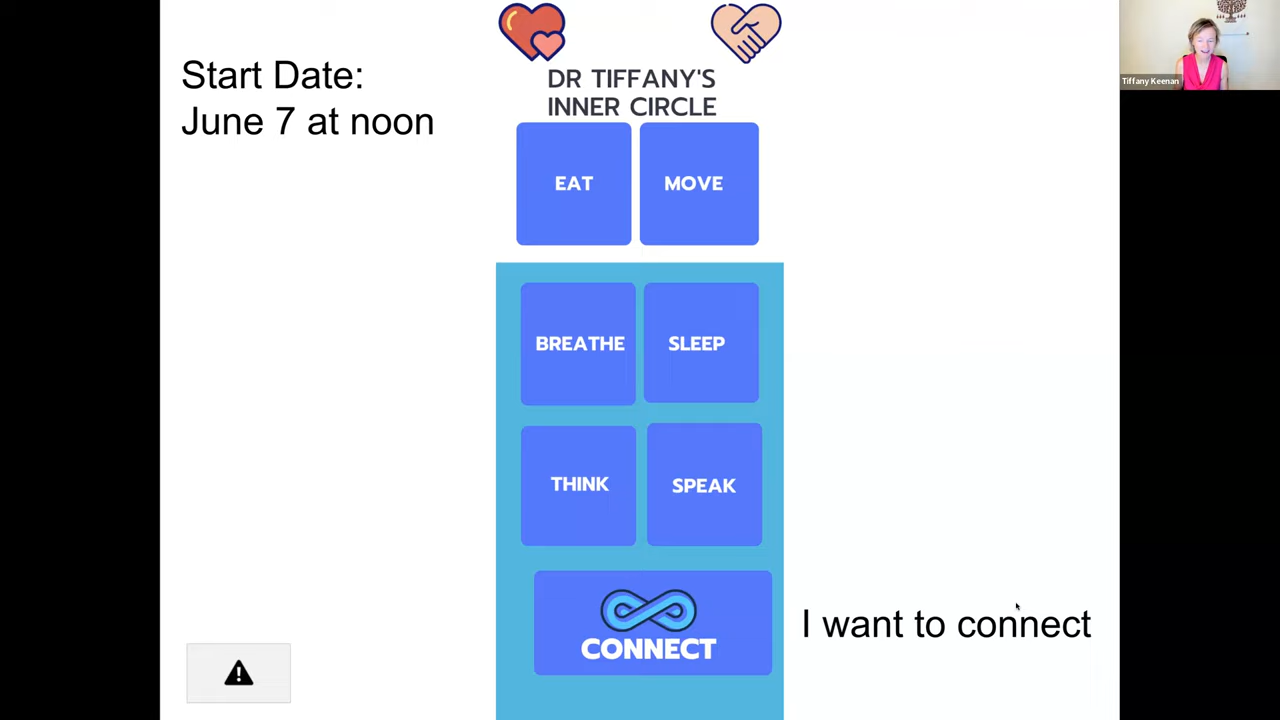 Start Date:
June 7 at noon
DR TIFFANY'S
INNER CIRCLE
EAT
MOVE
BREATHE
SLEEP
THINK
SPEAK
CONNECT
I want to connect
Tiffany Keenan